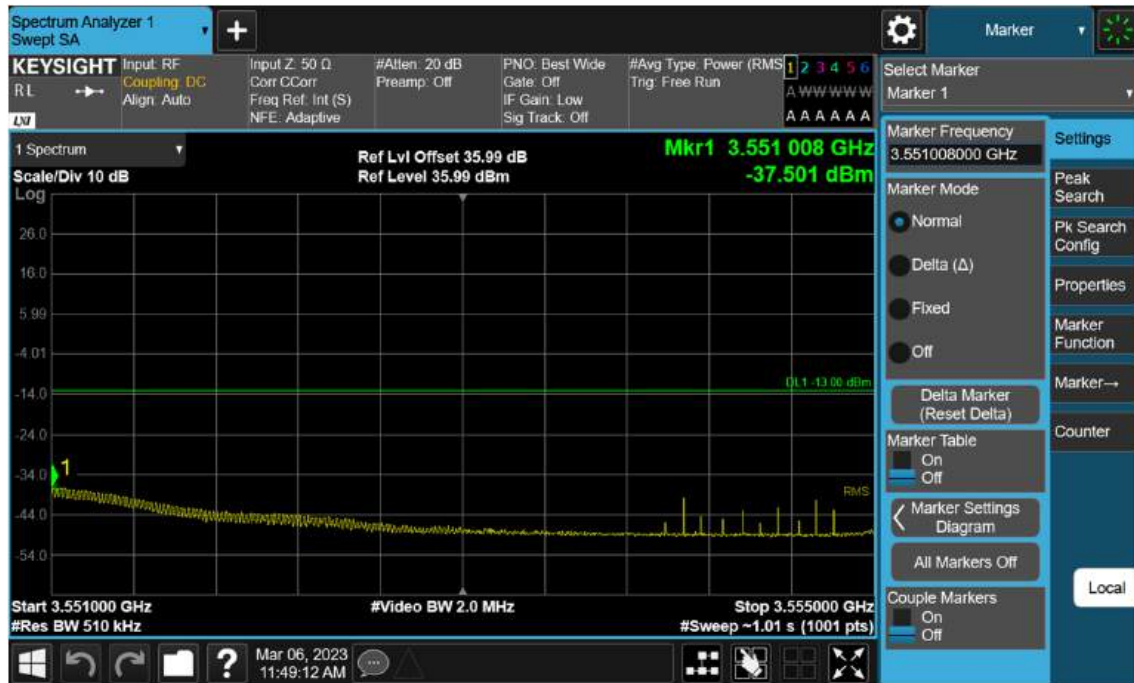 Spectrum Analyzer 1
Swept SA
+
Marker
KEYSIGHT
RL
LXI
Input: RF
Coupling: DC
Align: Auto
Input Z: 50 Ω
Corr CCorr
Freq Ref: Int (S)
NFE: Adaptive
#Atten: 20 dB
Preamp: Off
PNO: Best Wide
Gate: Off
IF Gain: Low
Sig Track: Off
#Avg Type: Power (RMS
Trig: Free Run
1 2 3 4 5 6
A W W W W W
A A A A A A
Select Marker
Marker 1
1 Spectrum
Scale/Div 10 dB
Log
Ref Lvl Offset 35.99 dB
Ref Level 35.99 dBm
Mkr1 3.551 008 GHz
-37.501 dBm
26.0
16.0
5.99
-4.01
-14.0
-24.0
-34.0
-44.0
-54.0
DL1 -13.00 dBm
1
RMS
Start 3.551000 GHz
#Res BW 510 kHz
#Video BW 2.0 MHz
Stop 3.555000 GHz
#Sweep ~1.01 s (1001 pts)
Marker Frequency
3.551008000 GHz
Marker Mode
Normal
Delta (Δ)
Fixed
Off
Delta Marker
(Reset Delta)
Marker Table
On
Off
Marker Settings
Diagram
All Markers Off
Couple Markers
On
Off
Settings
Peak
Search
Pk Search
Config
Properties
Marker
Function
Marker→
Counter
Local
?
Mar 06, 2023
11:49:12 AM